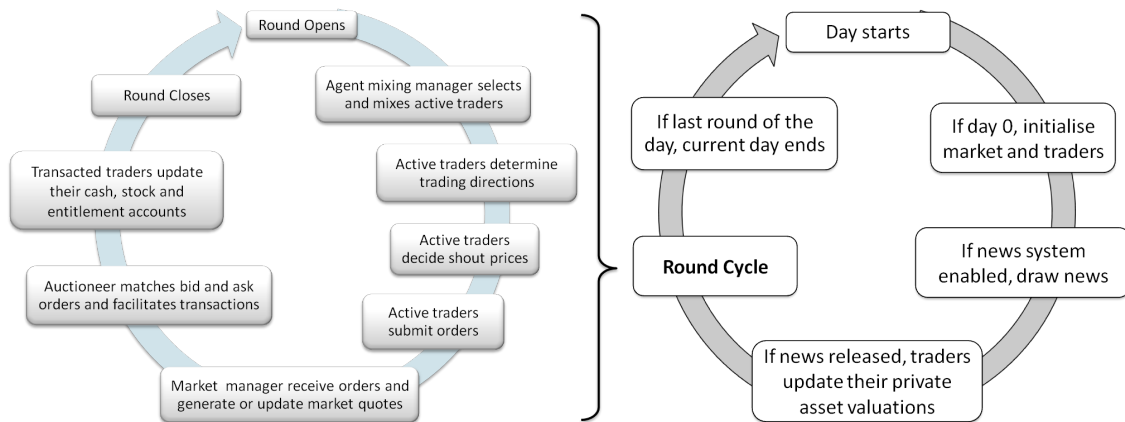 Round Opens
Agent mixing manager selects
and mixes active traders
Active traders determine
trading directions
Active traders
decide shout prices
Active traders
submit orders
Market manager receive orders and
generate or update market quotes
Auctioneer matches bid and ask
orders and facilitates transactions
Transacted traders update
their cash, stock and
entitlement accounts
Round Closes
Day starts
If day 0, initialise
market and traders
If news system
enabled, draw news
If news released, traders
update their private
asset valuations
Round Cycle
If last round of the
day, current day ends